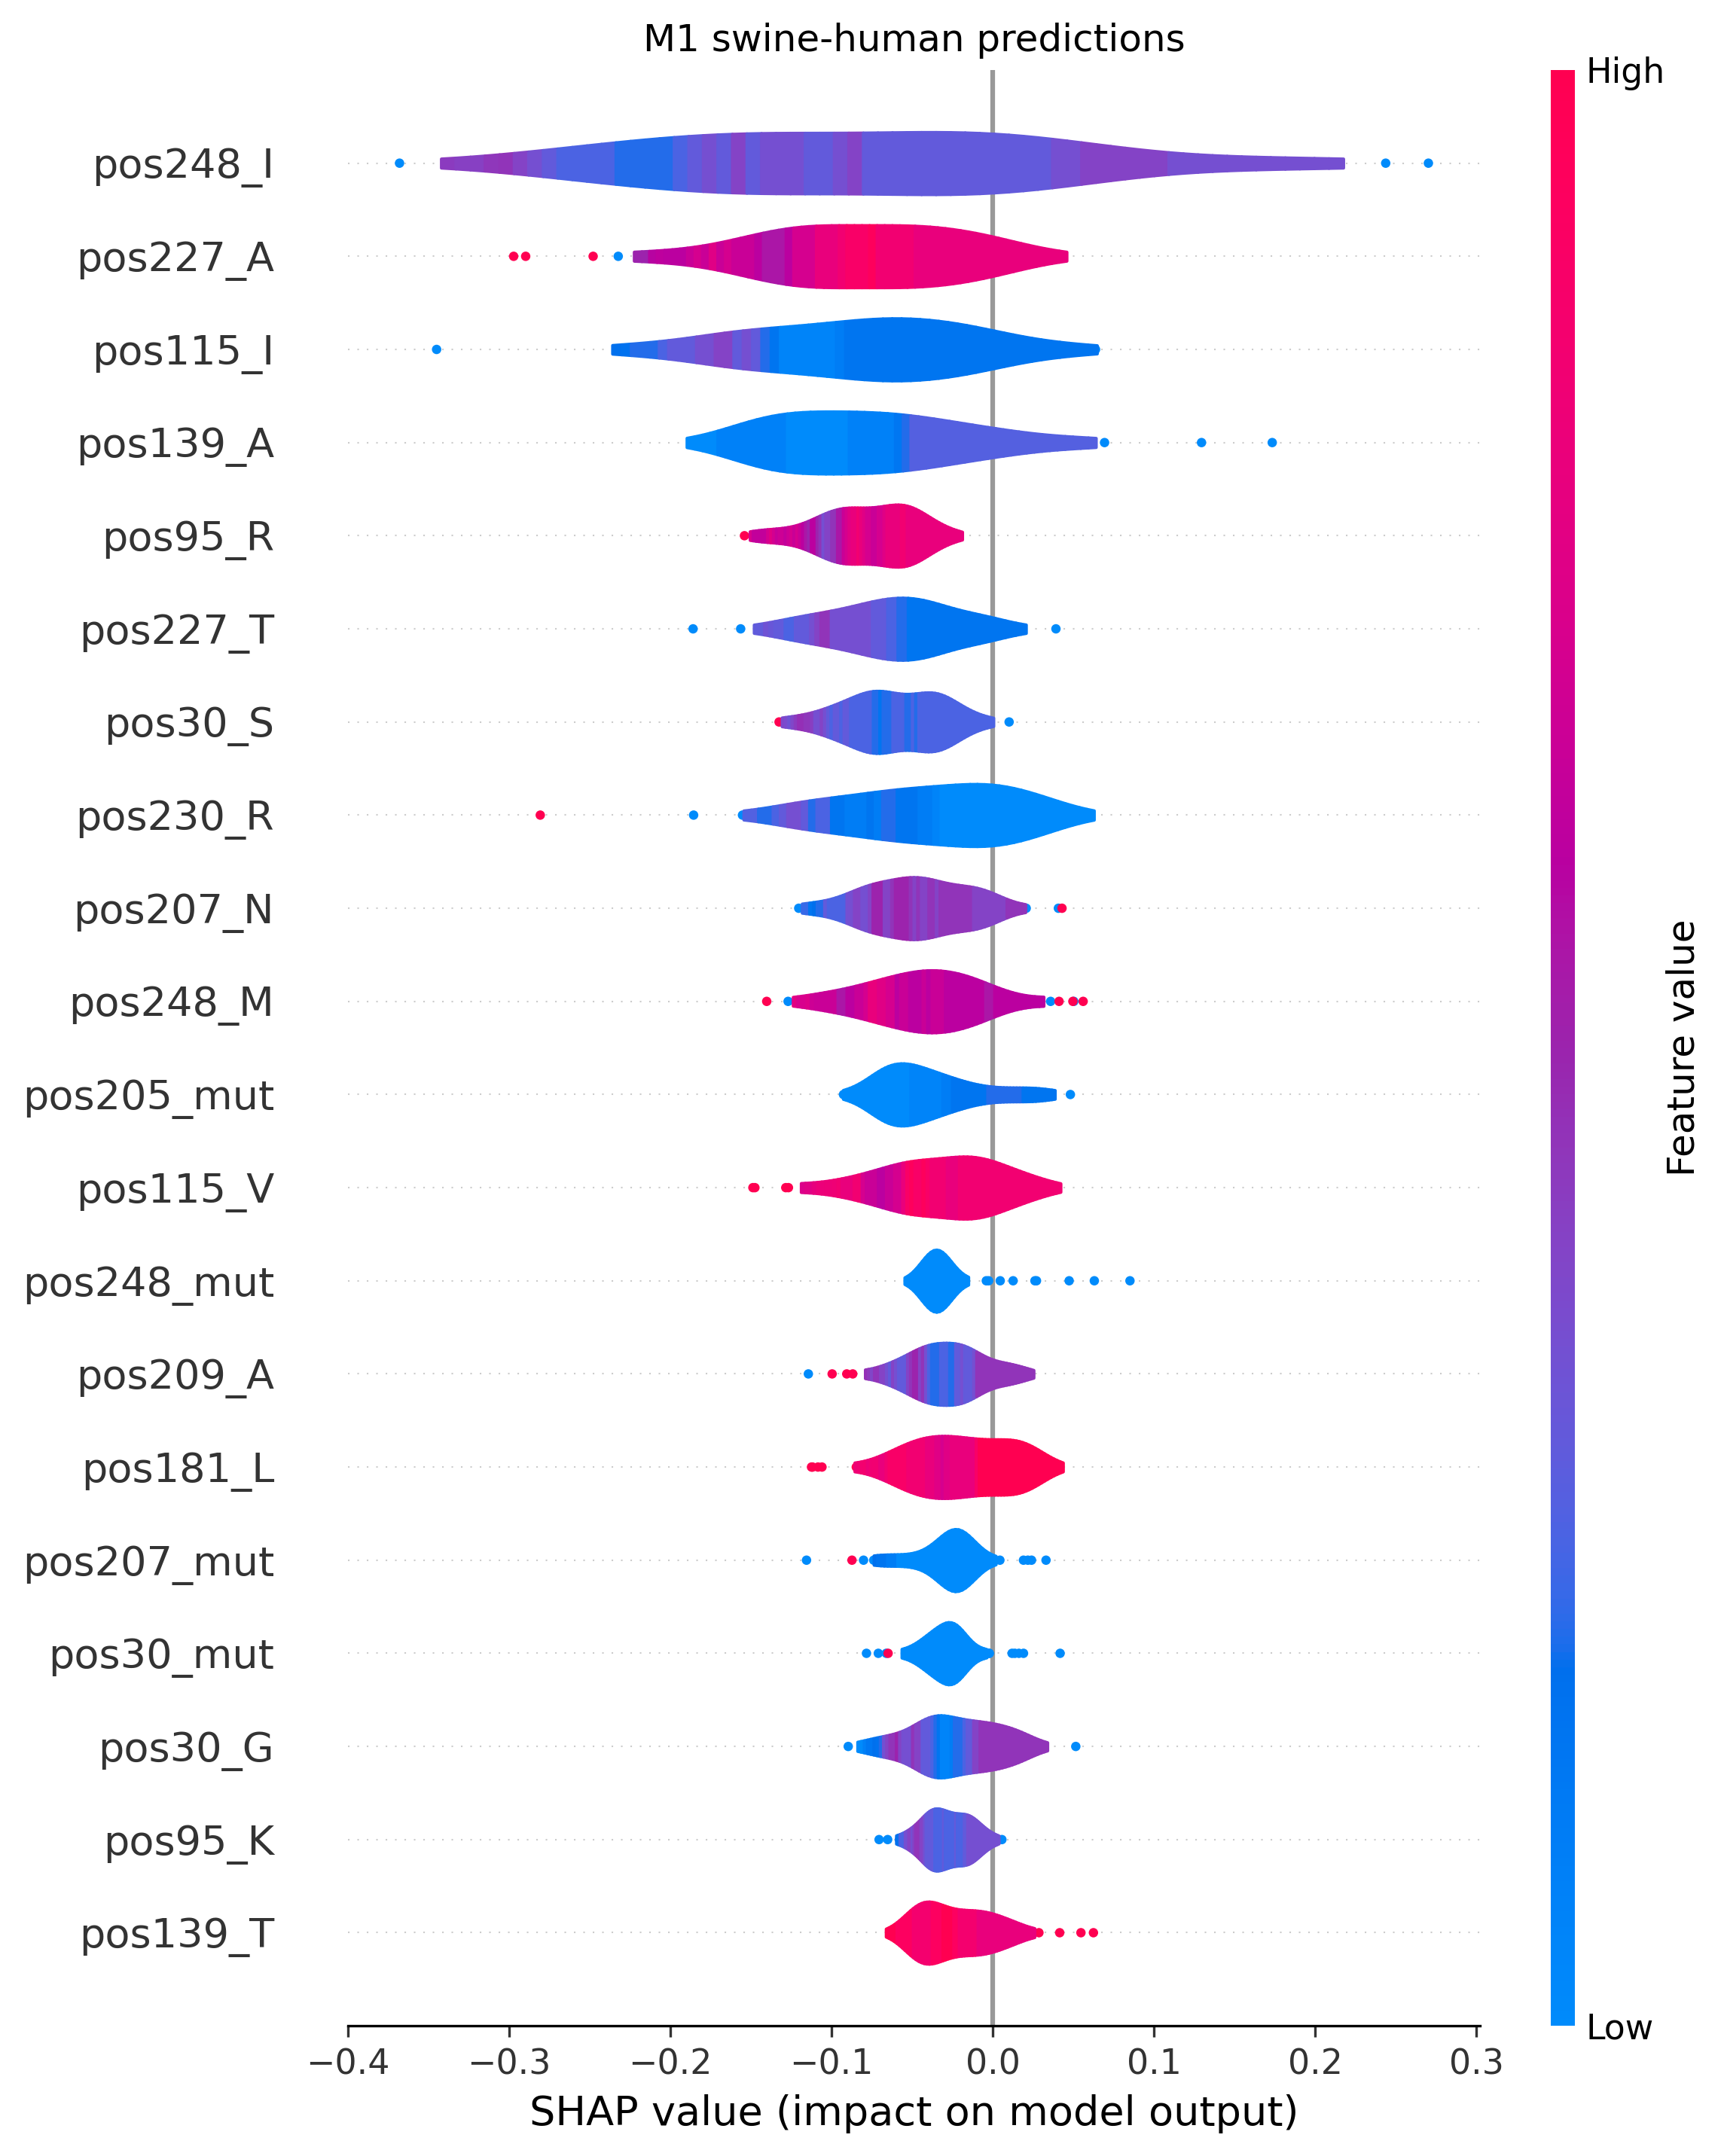 M1 swine-human predictions
High
pos248_I
pos227_A
pos115_I
pos139_A
pos95_R
pos227_T
pos30_S
pos230_R
pos207_N
pos248_M
pos205_mut
pos115_V
pos248_mut
pos209_A
pos181_L
pos207_mut
pos30_mut
pos30_G
pos95_K
pos139_T
Feature value
Low
−0.4 −0.3 −0.2 −0.1 0.0 0.1 0.2 0.3
SHAP value (impact on model output)